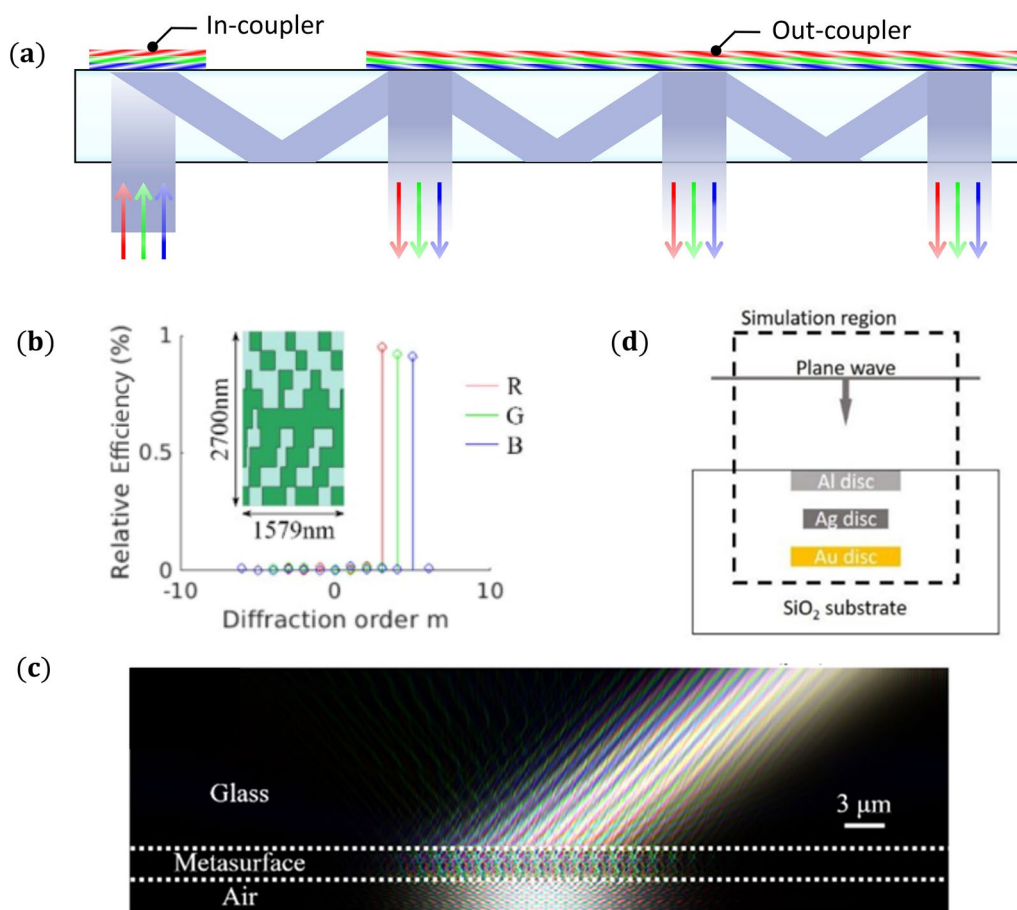 (a)
In-coupler
Out-coupler
(b)
Relative Efficiency (%)
1
0.5
0
-10
0
10
Diffraction order m
2700nm
1579nm
R
G
B
(d)
Simulation region
Plane wave
Al disc
Ag disc
Au disc
SiO₂ substrate
(c)
Glass
Metasurface
Air
3 μm